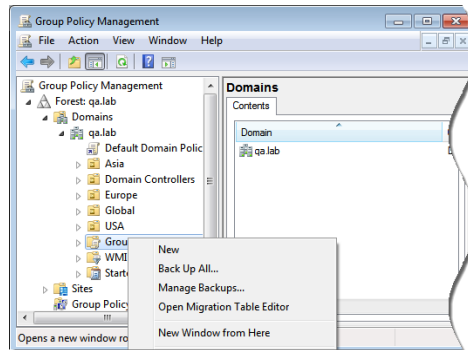 Group Policy Management
File Action View Window Help
Group Policy Management
Forest: qa.lab
Domains
qa.lab
Default Domain Polic
Asia
Domain Controllers
Europe
Global
USA
Grou
WMI
Starte
Sites
Group Policy
Opens a new window ro
Domains
Contents
Domain
qa.lab
New
Back Up All...
Manage Backups...
Open Migration Table Editor
New Window from Here